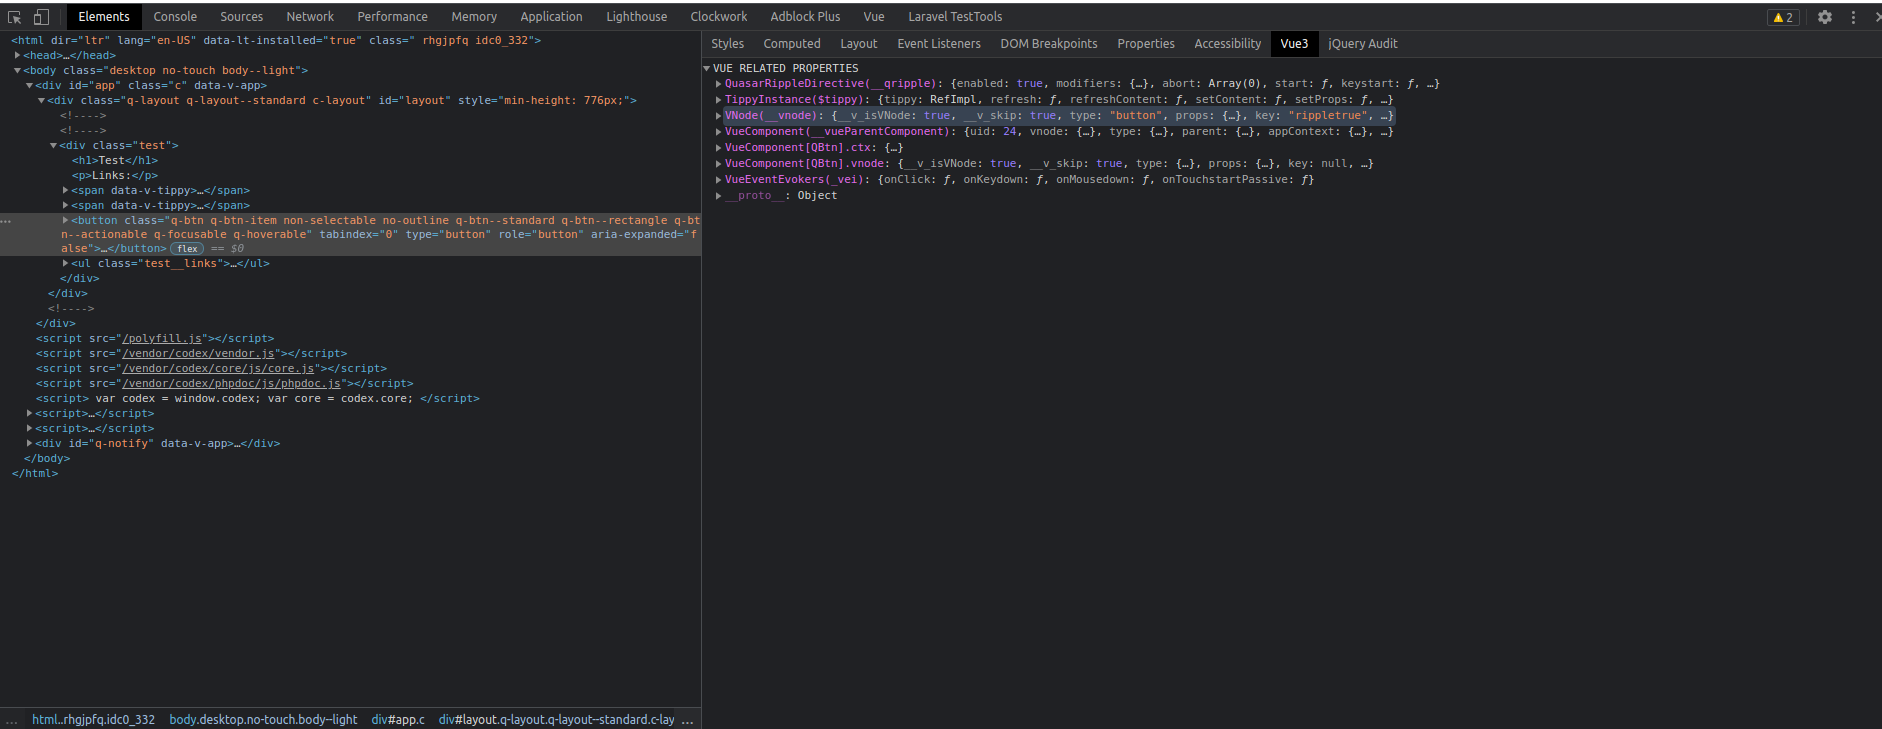 Elements Console Sources Network Performance Memory Application Lighthouse Clockwork Adblock Plus Vue Laravel TestTools 2
<html dir="ltr" lang="en-US" data-lt-installed="true" class=" rhgjpfq idc0_332">
<head>…</head>
<body class="desktop no-touch body--light">
<div id="app" class="c" data-v-app>
<div class="q-layout q-layout--standard c-layout" id="layout" style="min-height: 776px;">
<!---->
<!---->
<div class="test">
<h1>Test</h1>
<p>Links:</p>
<span data-v-tippy>…</span>
<span data-v-tippy>…</span>
<button class="q-btn q-btn-item non-selectable no-outline q-btn--standard q-btn--rectangle q-bt
n--actionable q-focusable q-hoverable" tabindex="0" type="button" role="button" aria-expanded="f
alse">…</button> flex == $0
<ul class="test__links">…</ul>
</div>
</div>
<!---->
</div>
<script src="/polyfill.js"></script>
<script src="/vendor/codex/vendor.js"></script>
<script src="/vendor/codex/core/js/core.js"></script>
<script src="/vendor/codex/phpdoc/js/phpdoc.js"></script>
<script> var codex = window.codex; var core = codex.core; </script>
<script>…</script>
<script>…</script>
<div id="q-notify" data-v-app>…</div>
</body>
</html>
… html..rhgjpfq.idc0_332 body.desktop.no-touch.body--light div#app.c div#layout.q-layout.q-layout--standard.c-lay …
Styles Computed Layout Event Listeners DOM Breakpoints Properties Accessibility Vue3 jQuery Audit
VUE RELATED PROPERTIES
QuasarRippleDirective(__qripple): {enabled: true, modifiers: {…}, abort: Array(0), start: ƒ, keystart: ƒ, …}
TippyInstance($tippy): {tippy: RefImpl, refresh: ƒ, refreshContent: ƒ, setContent: ƒ, setProps: ƒ, …}
VNode(__vnode): {__v_isVNode: true, __v_skip: true, type: "button", props: {…}, key: "rippletrue", …}
VueComponent(__vueParentComponent): {uid: 24, vnode: {…}, type: {…}, parent: {…}, appContext: {…}, …}
VueComponent[QBtn].ctx: {…}
VueComponent[QBtn].vnode: {__v_isVNode: true, __v_skip: true, type: {…}, props: {…}, key: null, …}
VueEventEvokers(_vei): {onClick: ƒ, onKeydown: ƒ, onMousedown: ƒ, onTouchstartPassive: ƒ}
__proto__: Object